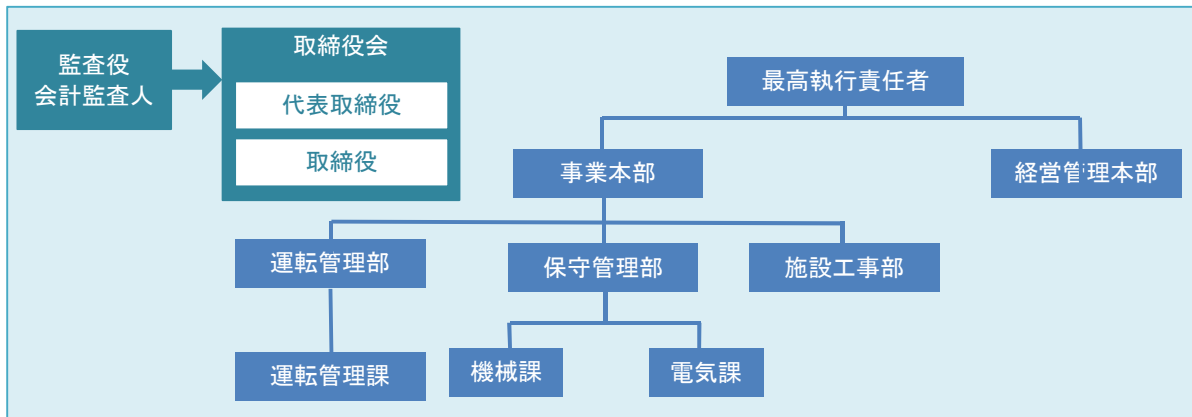 監査役
会計監査人
取締役会
代表取締役
取締役
最高執行責任者
事業本部
経営管理本部
運転管理部
保守管理部
施設工事部
運転管理課
機械課
電気課